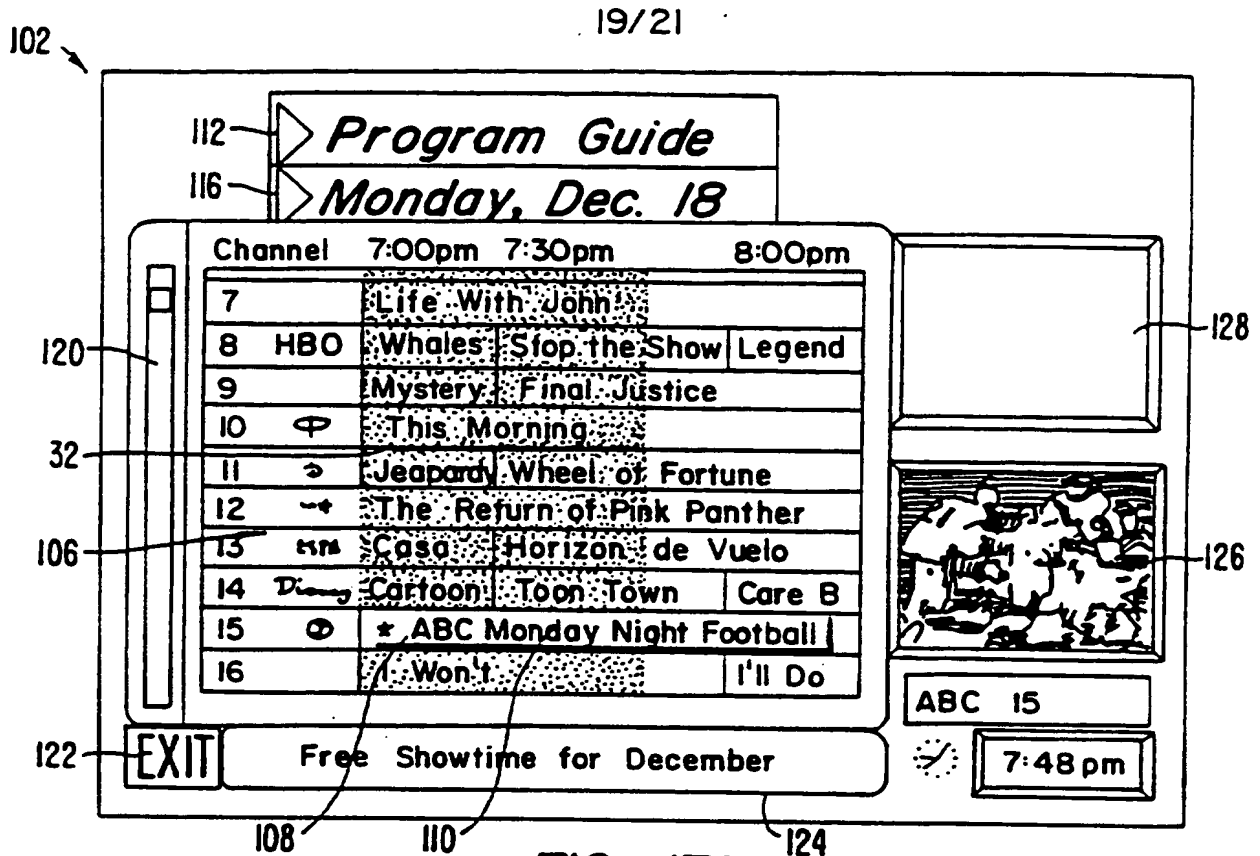 19/21
102
112
Program Guide
116
Monday, Dec. 18
Channel 7:00pm 7:30pm 8:00pm
7 Life With John
8 HBO Whales Stop the Show Legend
128
120
9 Mystery Final Justice
10 This Morning
32
11 Jeapardy Wheel of Fortune
12 The Return of Pink Panther
106
13 Casa Horizon de Vuelo
126
14 Disney Cartoon Toon Town Care B
15 * ABC Monday Night Football
16 I Won't I'll Do
ABC 15
122
EXIT Free Showtime for December
7:48 pm
108 110 124